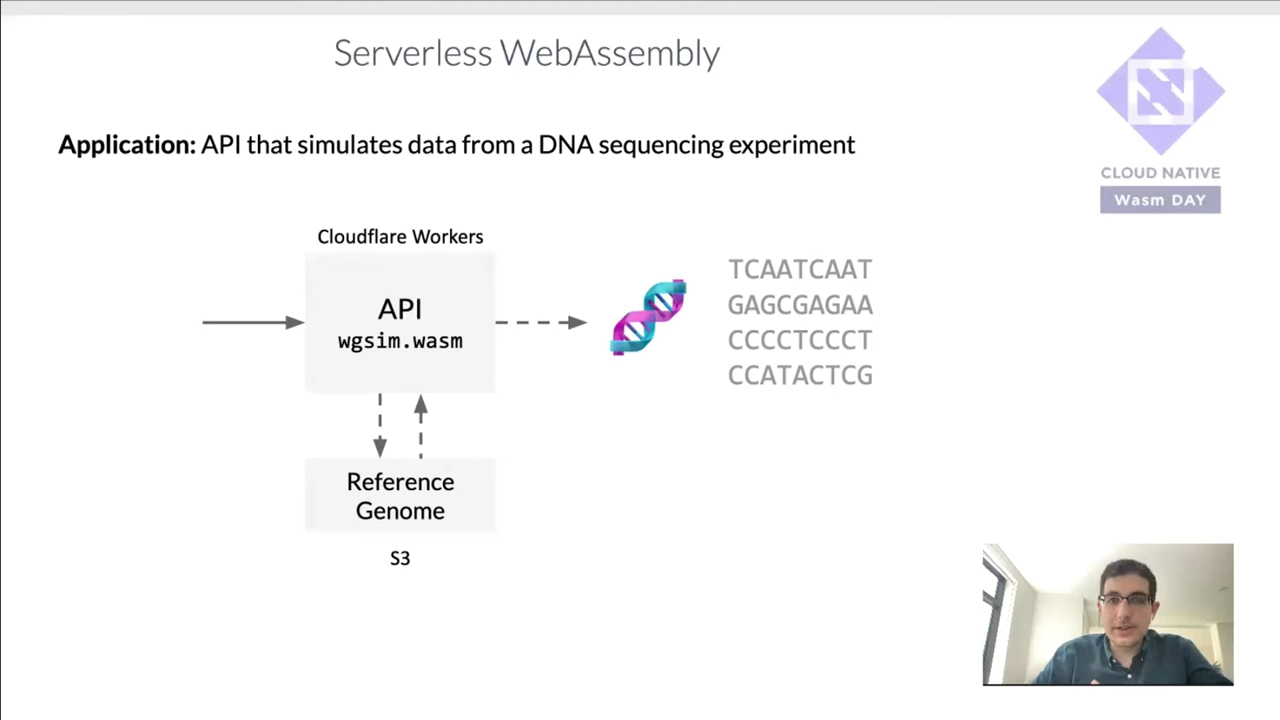 Serverless WebAssembly
CLOUD NATIVE
Wasm DAY
Application: API that simulates data from a DNA sequencing experiment
Cloudflare Workers
API
wgsim.wasm
TCAATCAAT
GAGCGAGAA
CCCCTCCCT
CCATACTCG
Reference
Genome
S3